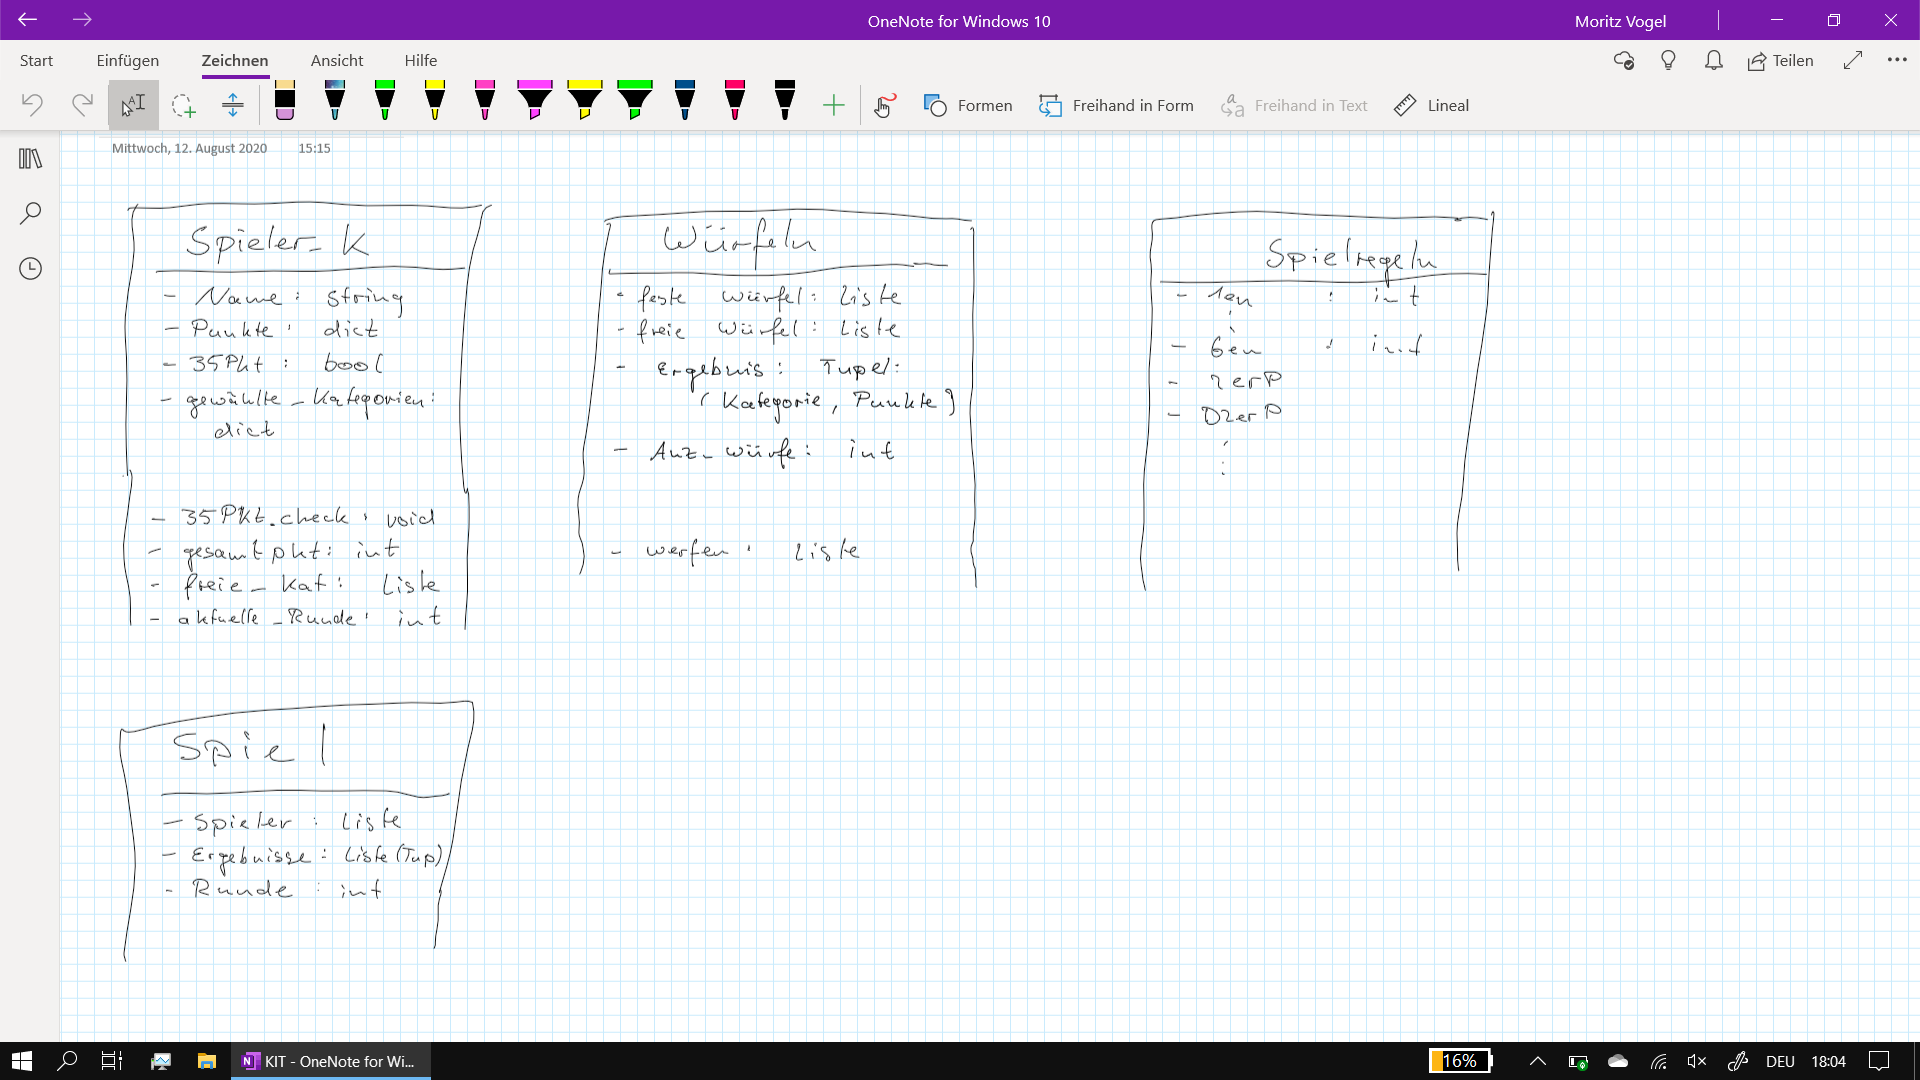 OneNote for Windows 10
Moritz Vogel
Start
Einfügen
Zeichnen
Ansicht
Hilfe
Teilen
Formen
Freihand in Form
Freihand in Text
Lineal
Mittwoch, 12. August 2020 15:15
Spieler_K
- Name: string
- Punkte: dict
- 35Pkt: bool
- gewählte_Kategorien:
dict
- 35Pkt.check: void
- gesamtpkt: int
- freie_Kat: Liste
- aktuelle_Runde: int
Würfeln
- feste Würfel: Liste
- freie Würfel: Liste
- Ergebnis: Tupel:
(Kategorie, Punkte)
- Anz_Würfe: int
- werfen: Liste
Spielregeln
- 1en : int
:
- 6en : int
- 2erP
- D2erP
:
Spiel
- Spieler: Liste
- Ergebnisse: Liste(Tup)
- Runde: int
KIT - OneNote for Wi...
16%
DEU
18:04